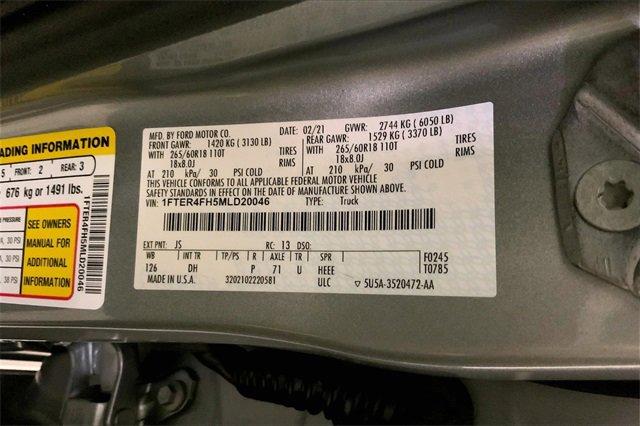 ADING INFORMATION
5 FRONT: 2 REAR: 3
676 kg or 1491 lbs.
SEE OWNERS
MANUAL FOR
ADDITIONAL
INFORMATION
30 PSI
30 PSI
1FTER4FH5MLD20046
MFD. BY FORD MOTOR CO. 02/21 GVWR: 2744 KG ( 6050 LB)
FRONT GAWR: 1420 KG ( 3130 LB) REAR GAWR: 1529 KG ( 3370 LB)
WITH 265/60R18 110T TIRES WITH 265/60R18 110T TIRES
18x8.0J RIMS 18x8.0J RIMS
AT 210 kPa/ 30 PSI COLD AT 210 kPa/ 30 PSI COLD
THIS VEHICLE CONFORMS TO ALL APPLICABLE FEDERAL MOTOR VEHICLE
SAFETY STANDARDS IN EFFECT ON THE DATE OF MANUFACTURE SHOWN ABOVE.
VIN: 1FTER4FH5MLD20046 TYPE: Truck
EXT PNT: JS RC: 13 DSO:
WB INT TR TP/PS R AXLE TR SPR F0245
126 DH P 71 U HEEE T0785
MADE IN U.S.A. 3202102220581 ULC 5U5A-3520472-AA